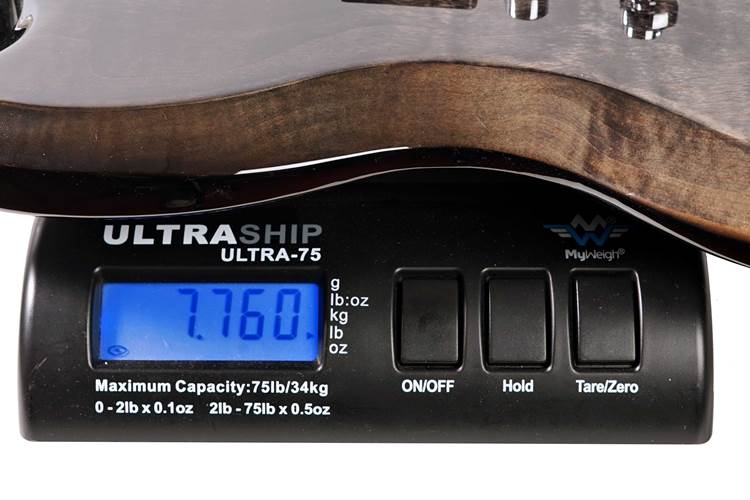 ULTRASHIP
ULTRA-75
MyWeigh®
7.760
g
lb:oz
kg
lb
oz
Maximum Capacity:75lb/34kg
0 - 2lb x 0.1oz 2lb - 75lb x 0.5oz
ON/OFF Hold Tare/Zero